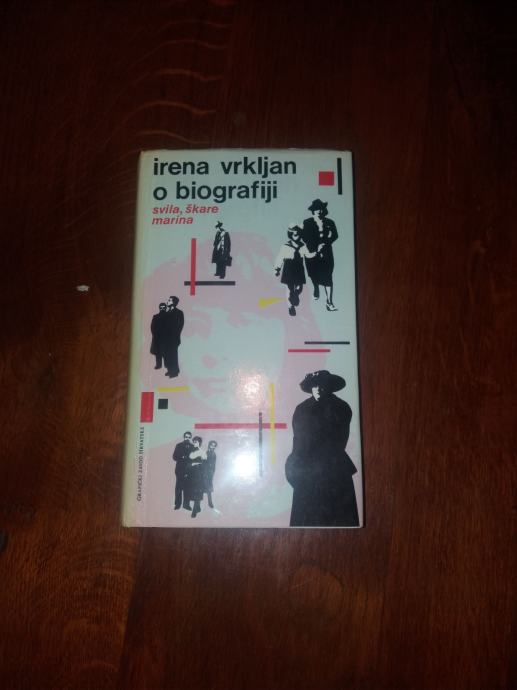 irena vrkljan
o biografiji
svila, škare
marina
GRAFIČKI ZAVOD HRVATSKE